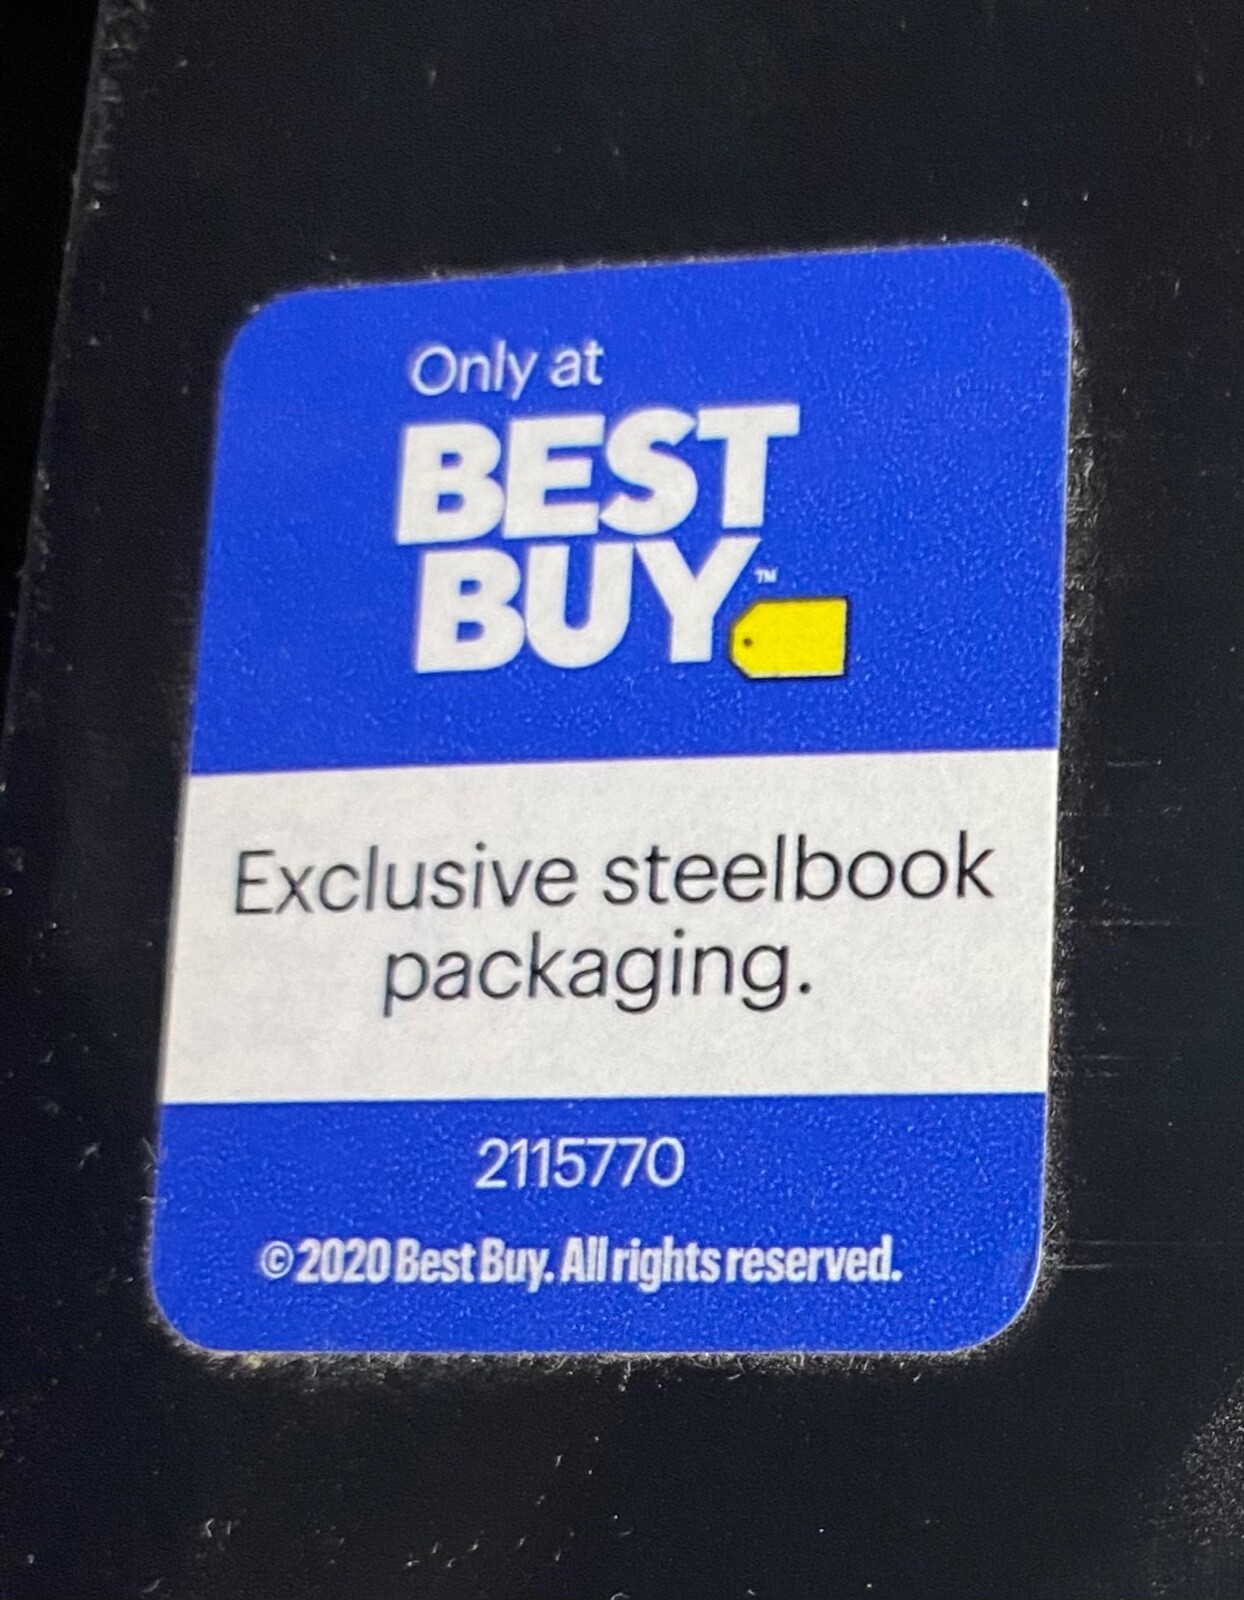 Only at
BEST
BUY™
Exclusive steelbook
packaging.
2115770
© 2020 Best Buy. All rights reserved.